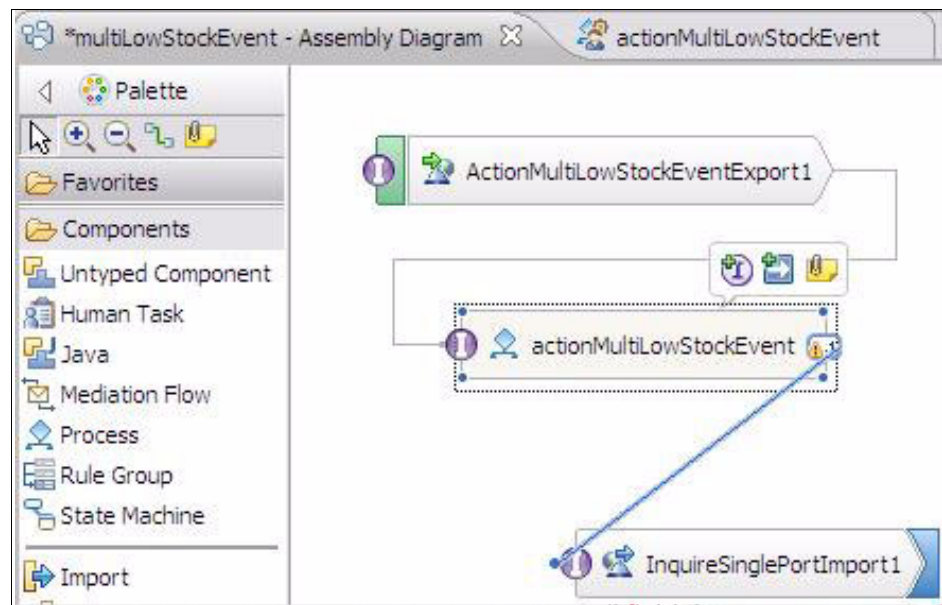 *multiLowStockEvent - Assembly Diagram
actionMultiLowStockEvent
Palette
Favorites
Components
Untyped Component
Human Task
Java
Mediation Flow
Process
Rule Group
State Machine
Import
ActionMultiLowStockEventExport1
actionMultiLowStockEvent
InquireSinglePortImport1